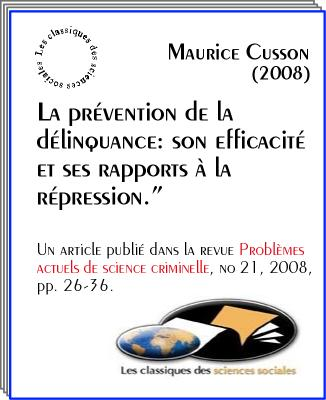 Les classiques des sciences sociales
Maurice Cusson
(2008)
La prévention de la
délinquance: son efficacité
et ses rapports à la
répression.”
Un article publié dans la revue Problèmes
actuels de science criminelle, no 21, 2008,
pp. 26-36.
Les classiques des sciences sociales